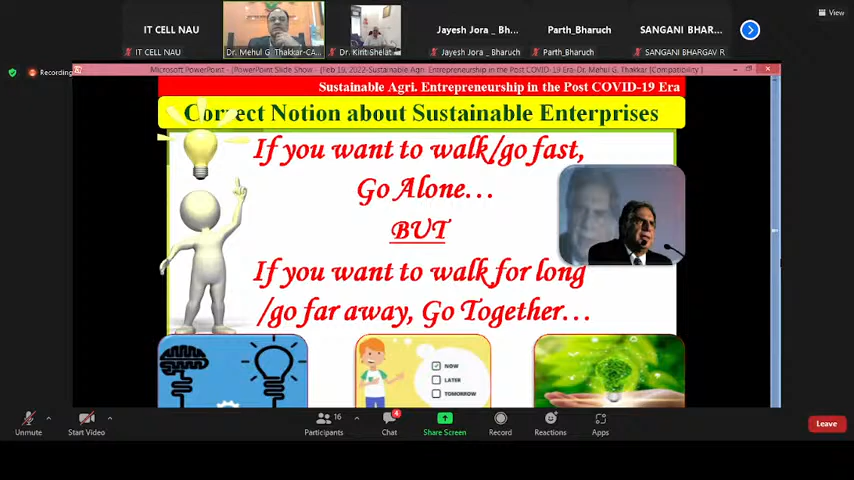 View
IT CELL NAU
Jayesh Jora _ Bh...
Parth_Bharuch
SANGANI BHAR...
IT CELL NAU
Dr. Mehul G. Thakkar-CA...
Dr. Kirit Shelat
Jayesh Jora _ Bharuch
Parth_Bharuch
SANGANI BHARGAV R
Recording
Microsoft PowerPoint - [PowerPoint Slide Show - [Feb 19, 2022-Sustainable Agri. Entrepreneurship in the Post COVID-19 Era-Dr. Mehul G. Thakkar [Compatibility ]
Sustainable Agri. Entrepreneurship in the Post COVID-19 Era
Correct Notion about Sustainable Enterprises
If you want to walk/go fast,
Go Alone...
BUT
If you want to walk for long
/go far away, Go Together...
NOW
LATER
TOMORROW
16
4
Unmute
Start Video
Participants
Chat
Share Screen
Record
Reactions
Apps
Leave